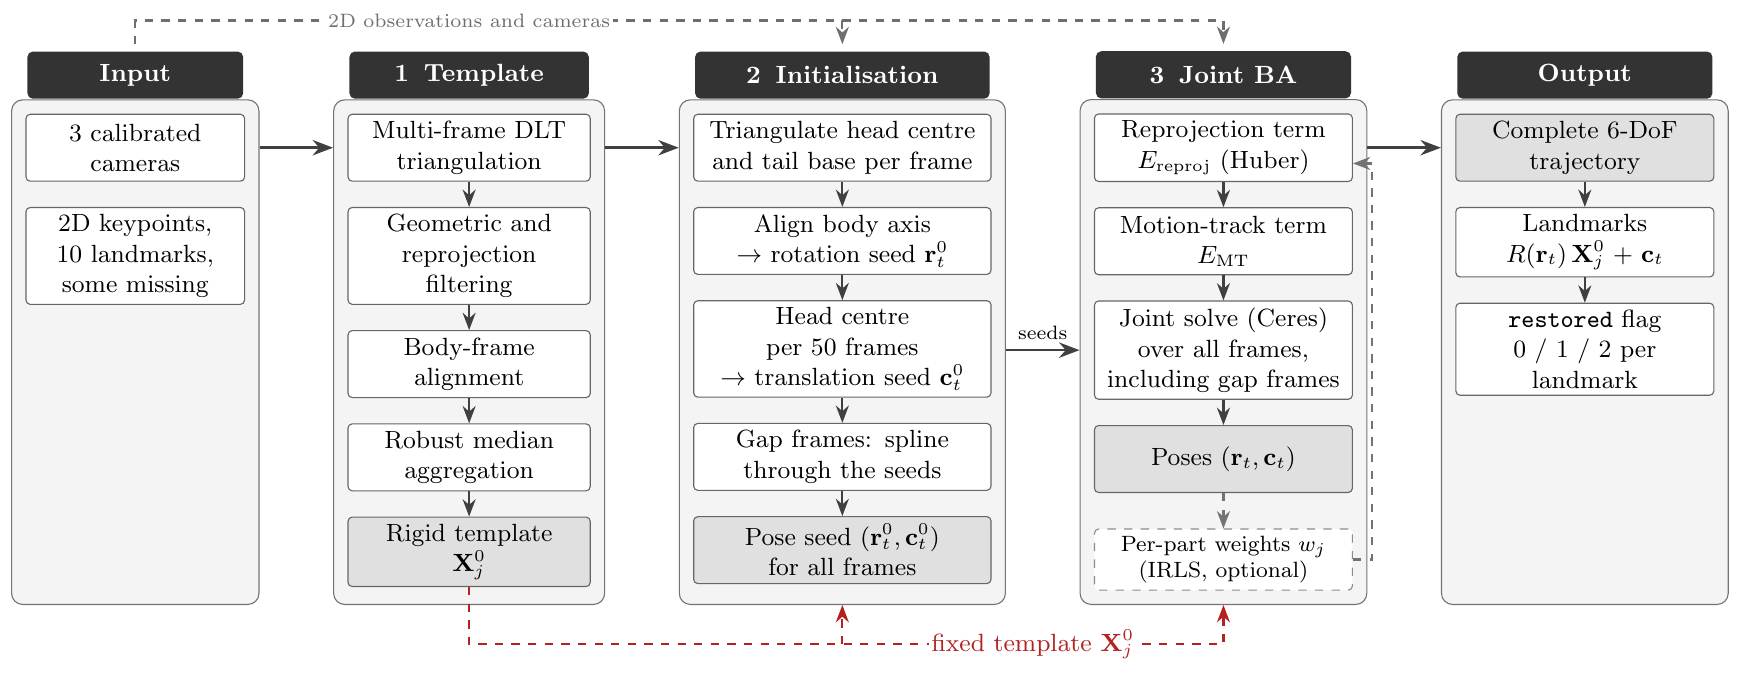 2D observations and cameras
Input
3 calibrated
cameras
2D keypoints,
10 landmarks,
some missing
1 Template
Multi-frame DLT
triangulation
Geometric and
reprojection
filtering
Body-frame
alignment
Robust median
aggregation
Rigid template
𝐗⁰ⱼ
2 Initialisation
Triangulate head centre
and tail base per frame
Align body axis
→ rotation seed 𝐫⁰ₜ
Head centre
per 50 frames
→ translation seed 𝐜⁰ₜ
Gap frames: spline
through the seeds
Pose seed (𝐫⁰ₜ, 𝐜⁰ₜ)
for all frames
seeds
3 Joint BA
Reprojection term
E_reproj (Huber)
Motion-track term
E_MT
Joint solve (Ceres)
over all frames,
including gap frames
Poses (𝐫ₜ, 𝐜ₜ)
Per-part weights wⱼ
(IRLS, optional)
Output
Complete 6-DoF
trajectory
Landmarks
R(𝐫ₜ) 𝐗⁰ⱼ + 𝐜ₜ
restored flag
0 / 1 / 2 per
landmark
fixed template 𝐗⁰ⱼ